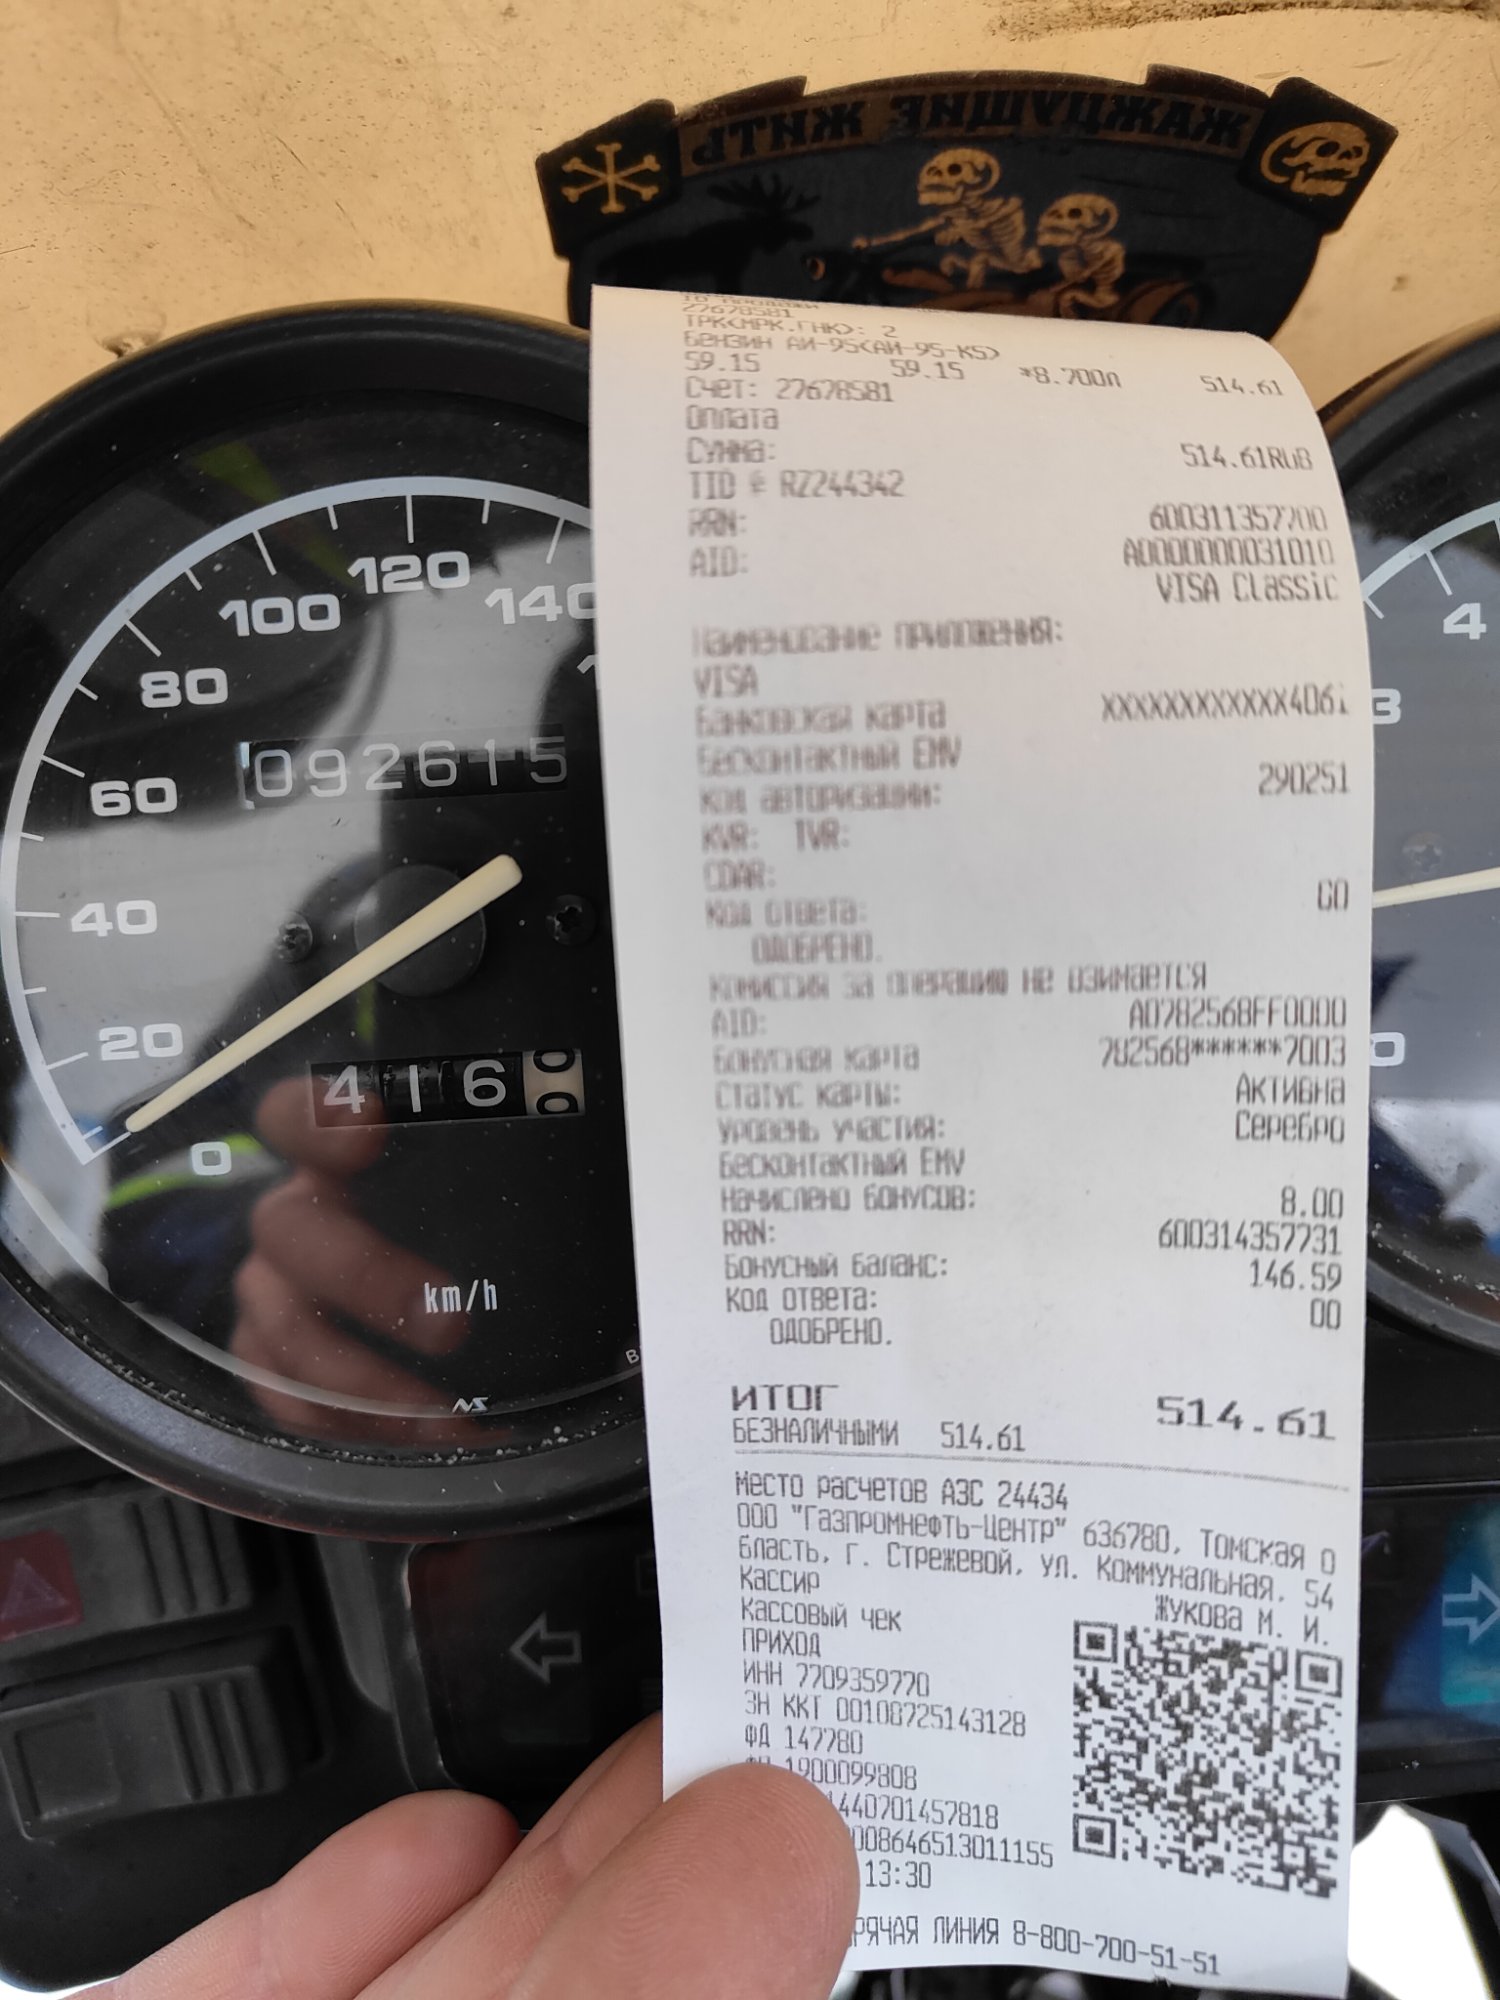 ЖАЖДУЩИЕ ЖИТЬ
27678581
ТРК(МРК.ГНК): 2
Бензин АИ-95(АИ-95-К5)
59.15 59.15 *8.700л 514.61
Счет: 27678581
Оплата
Сумма: 514.61RUB
TID # RZ244342
RRN: 600311357700
AID: A0000000031010
VISA Classic
Наименование приложения:
VISA
Банковская карта XXXXXXXXXXXX4061
Бесконтактный EMV
Код авторизации: 290251
KVR: TVR:
CDAR:
Код ответа: 00
ОДОБРЕНО.
Комиссия за операцию не взимается
AID: A0782568FF0000
Бонусная карта 782568******7003
Статус карты: Активна
Уровень участия: Серебро
Бесконтактный EMV
Начислено бонусов: 8.00
RRN: 600314357731
Бонусный баланс: 146.59
Код ответа: 00
ОДОБРЕНО.
ИТОГ 514.61
БЕЗНАЛИЧНЫМИ 514.61
Место расчетов АЗС 24434
ООО "Газпромнефть-Центр" 636780, Томская о
бласть, г. Стрежевой, ул. Коммунальная, 54
Кассир Жукова М. И.
Кассовый чек
ПРИХОД
ИНН 7709359770
ЗН ККТ 00108725143128
ФД 147780
1900099808
440701457818
008646513011155
13:30
РЯЧАЯ ЛИНИЯ 8-800-700-51-51
0
20
40
60
80
100
120
140
092615
4160
km/h
0
3
4